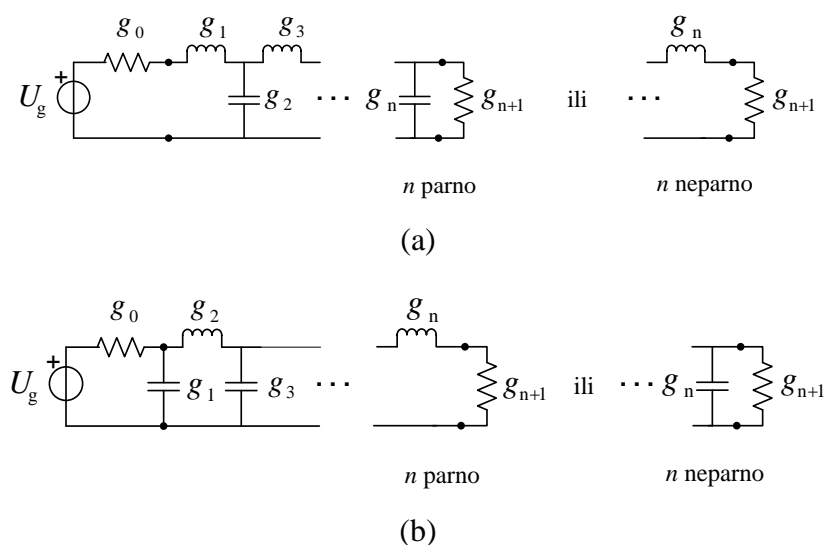 g0 g1 g3 gn
+
Ug g2 ··· gn gn+1 ili ··· gn+1
n parno n neparno
(a)
g0 g2 gn
+
Ug g1 g3 ··· gn+1 ili ··· gn gn+1
n parno n neparno
(b)